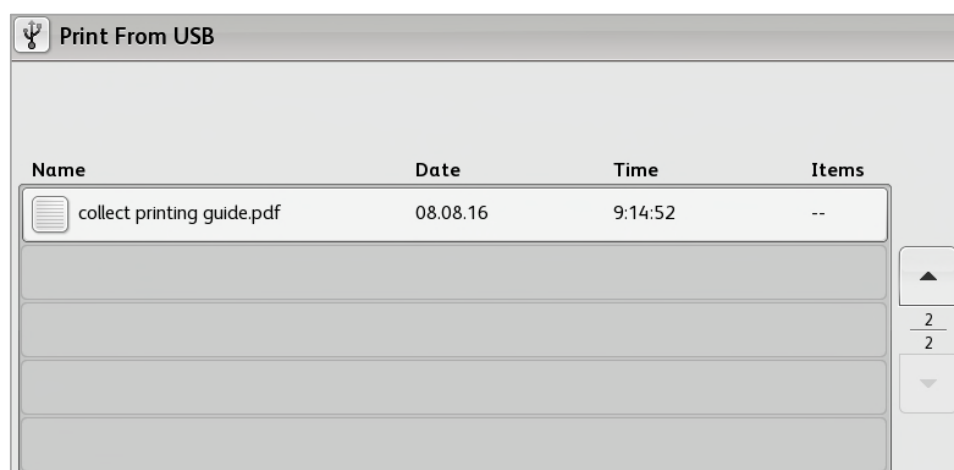 Print From USB
Name Date Time Items
collect printing guide.pdf 08.08.16 9:14:52 --
2
2